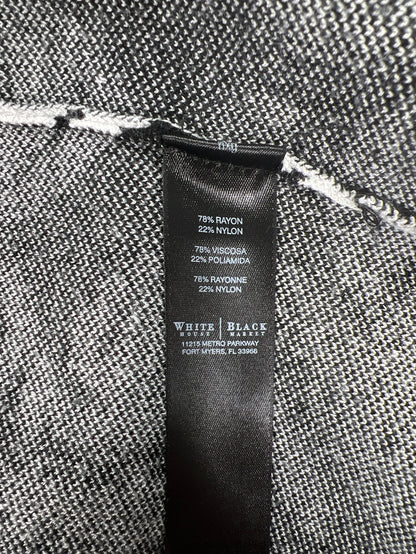 78% RAYON
22% NYLON
78% VISCOSA
22% POLIAMIDA
78% RAYONNE
22% NYLON
WHITE | BLACK
HOUSE | MARKET
11215 METRO PARKWAY
FORT MYERS, FL 33966